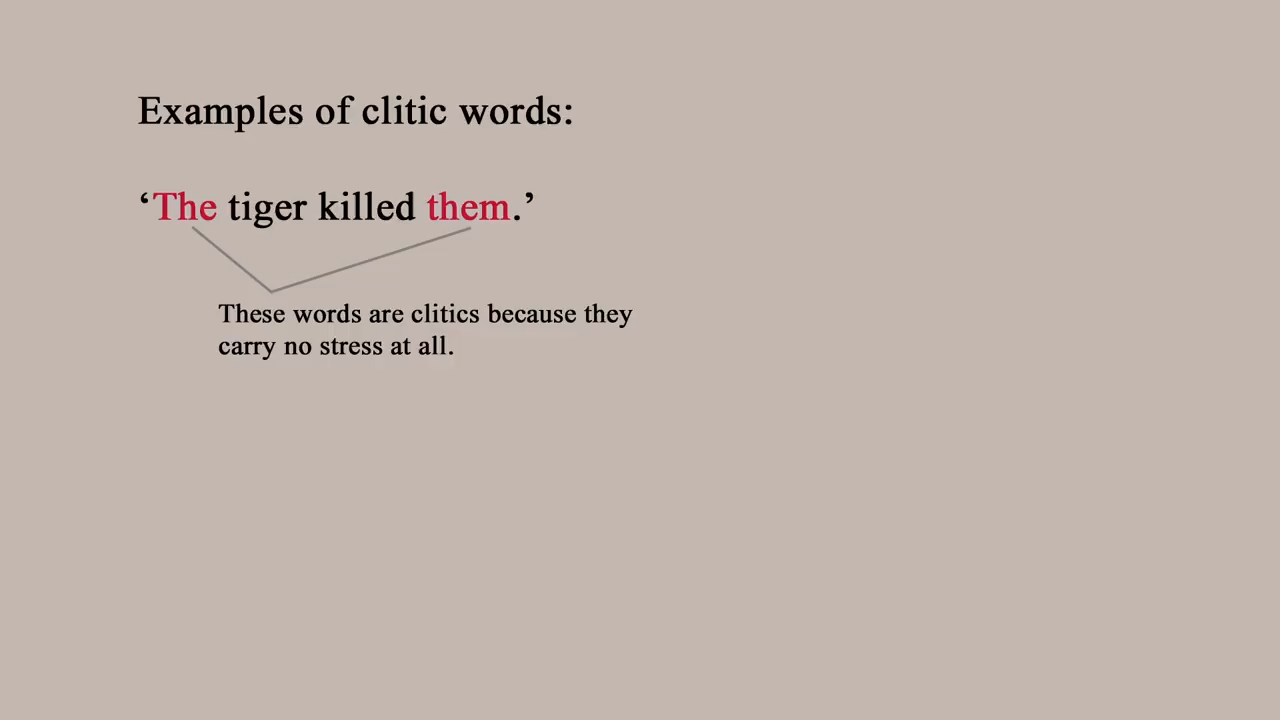 Examples of clitic words:
‘The tiger killed them.’
These words are clitics because they
carry no stress at all.